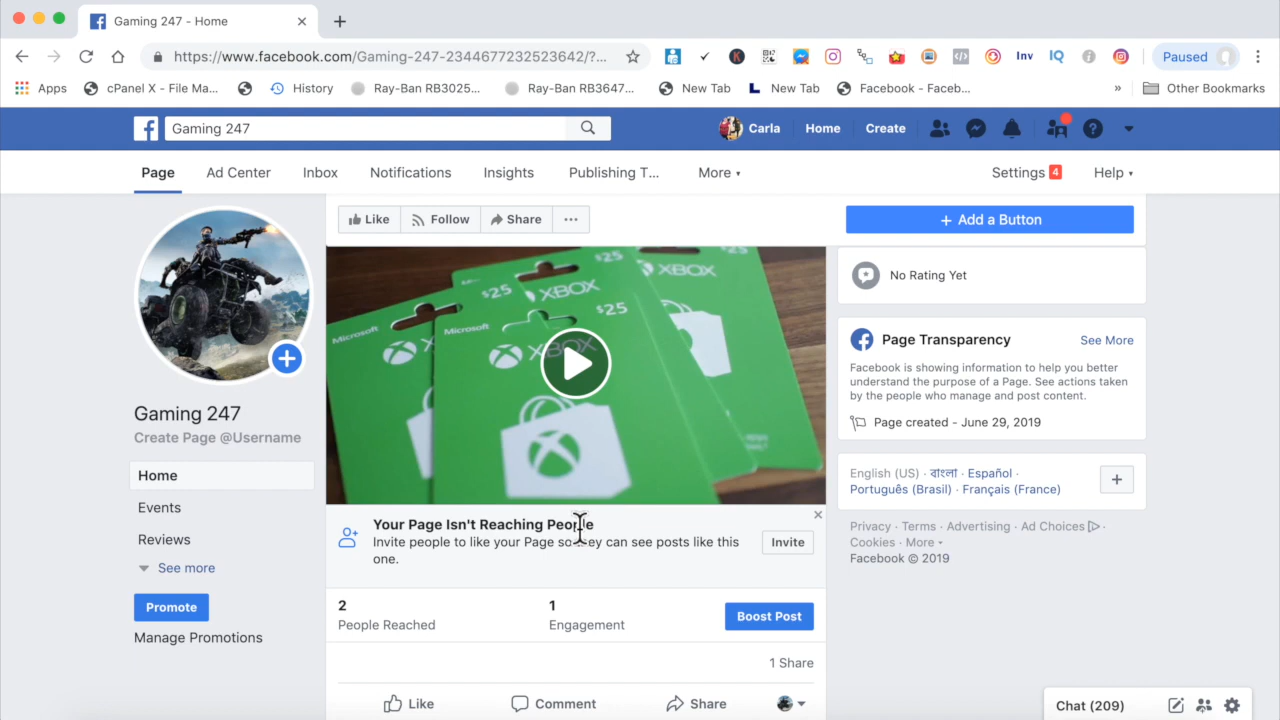 Gaming 247 - Home
https://www.facebook.com/Gaming-247-2344677232523642/?...
Inv
IQ
Paused
Apps
cPanel X - File Ma...
History
Ray-Ban RB3025...
Ray-Ban RB3647...
New Tab
New Tab
Facebook - Faceb...
»
Other Bookmarks
Gaming 247
Carla
Home
Create
Page
Ad Center
Inbox
Notifications
Insights
Publishing T...
More
Settings 4
Help
Like
Follow
Share
+ Add a Button
Gaming 247
Create Page @Username
Home
Events
Reviews
See more
Promote
Manage Promotions
$25
XBOX
$25
XBOX
$25
Microsoft
Microsoft
$25
XBOX
Your Page Isn't Reaching People
Invite people to like your Page so they can see posts like this
one.
Invite
2
People Reached
1
Engagement
Boost Post
1 Share
Like
Comment
Share
No Rating Yet
Page Transparency
See More
Facebook is showing information to help you better
understand the purpose of a Page. See actions taken
by the people who manage and post content.
Page created - June 29, 2019
English (US) · বাংলা · Español ·
Português (Brasil) · Français (France)
Privacy · Terms · Advertising · Ad Choices ·
Cookies · More
Facebook © 2019
Chat (209)